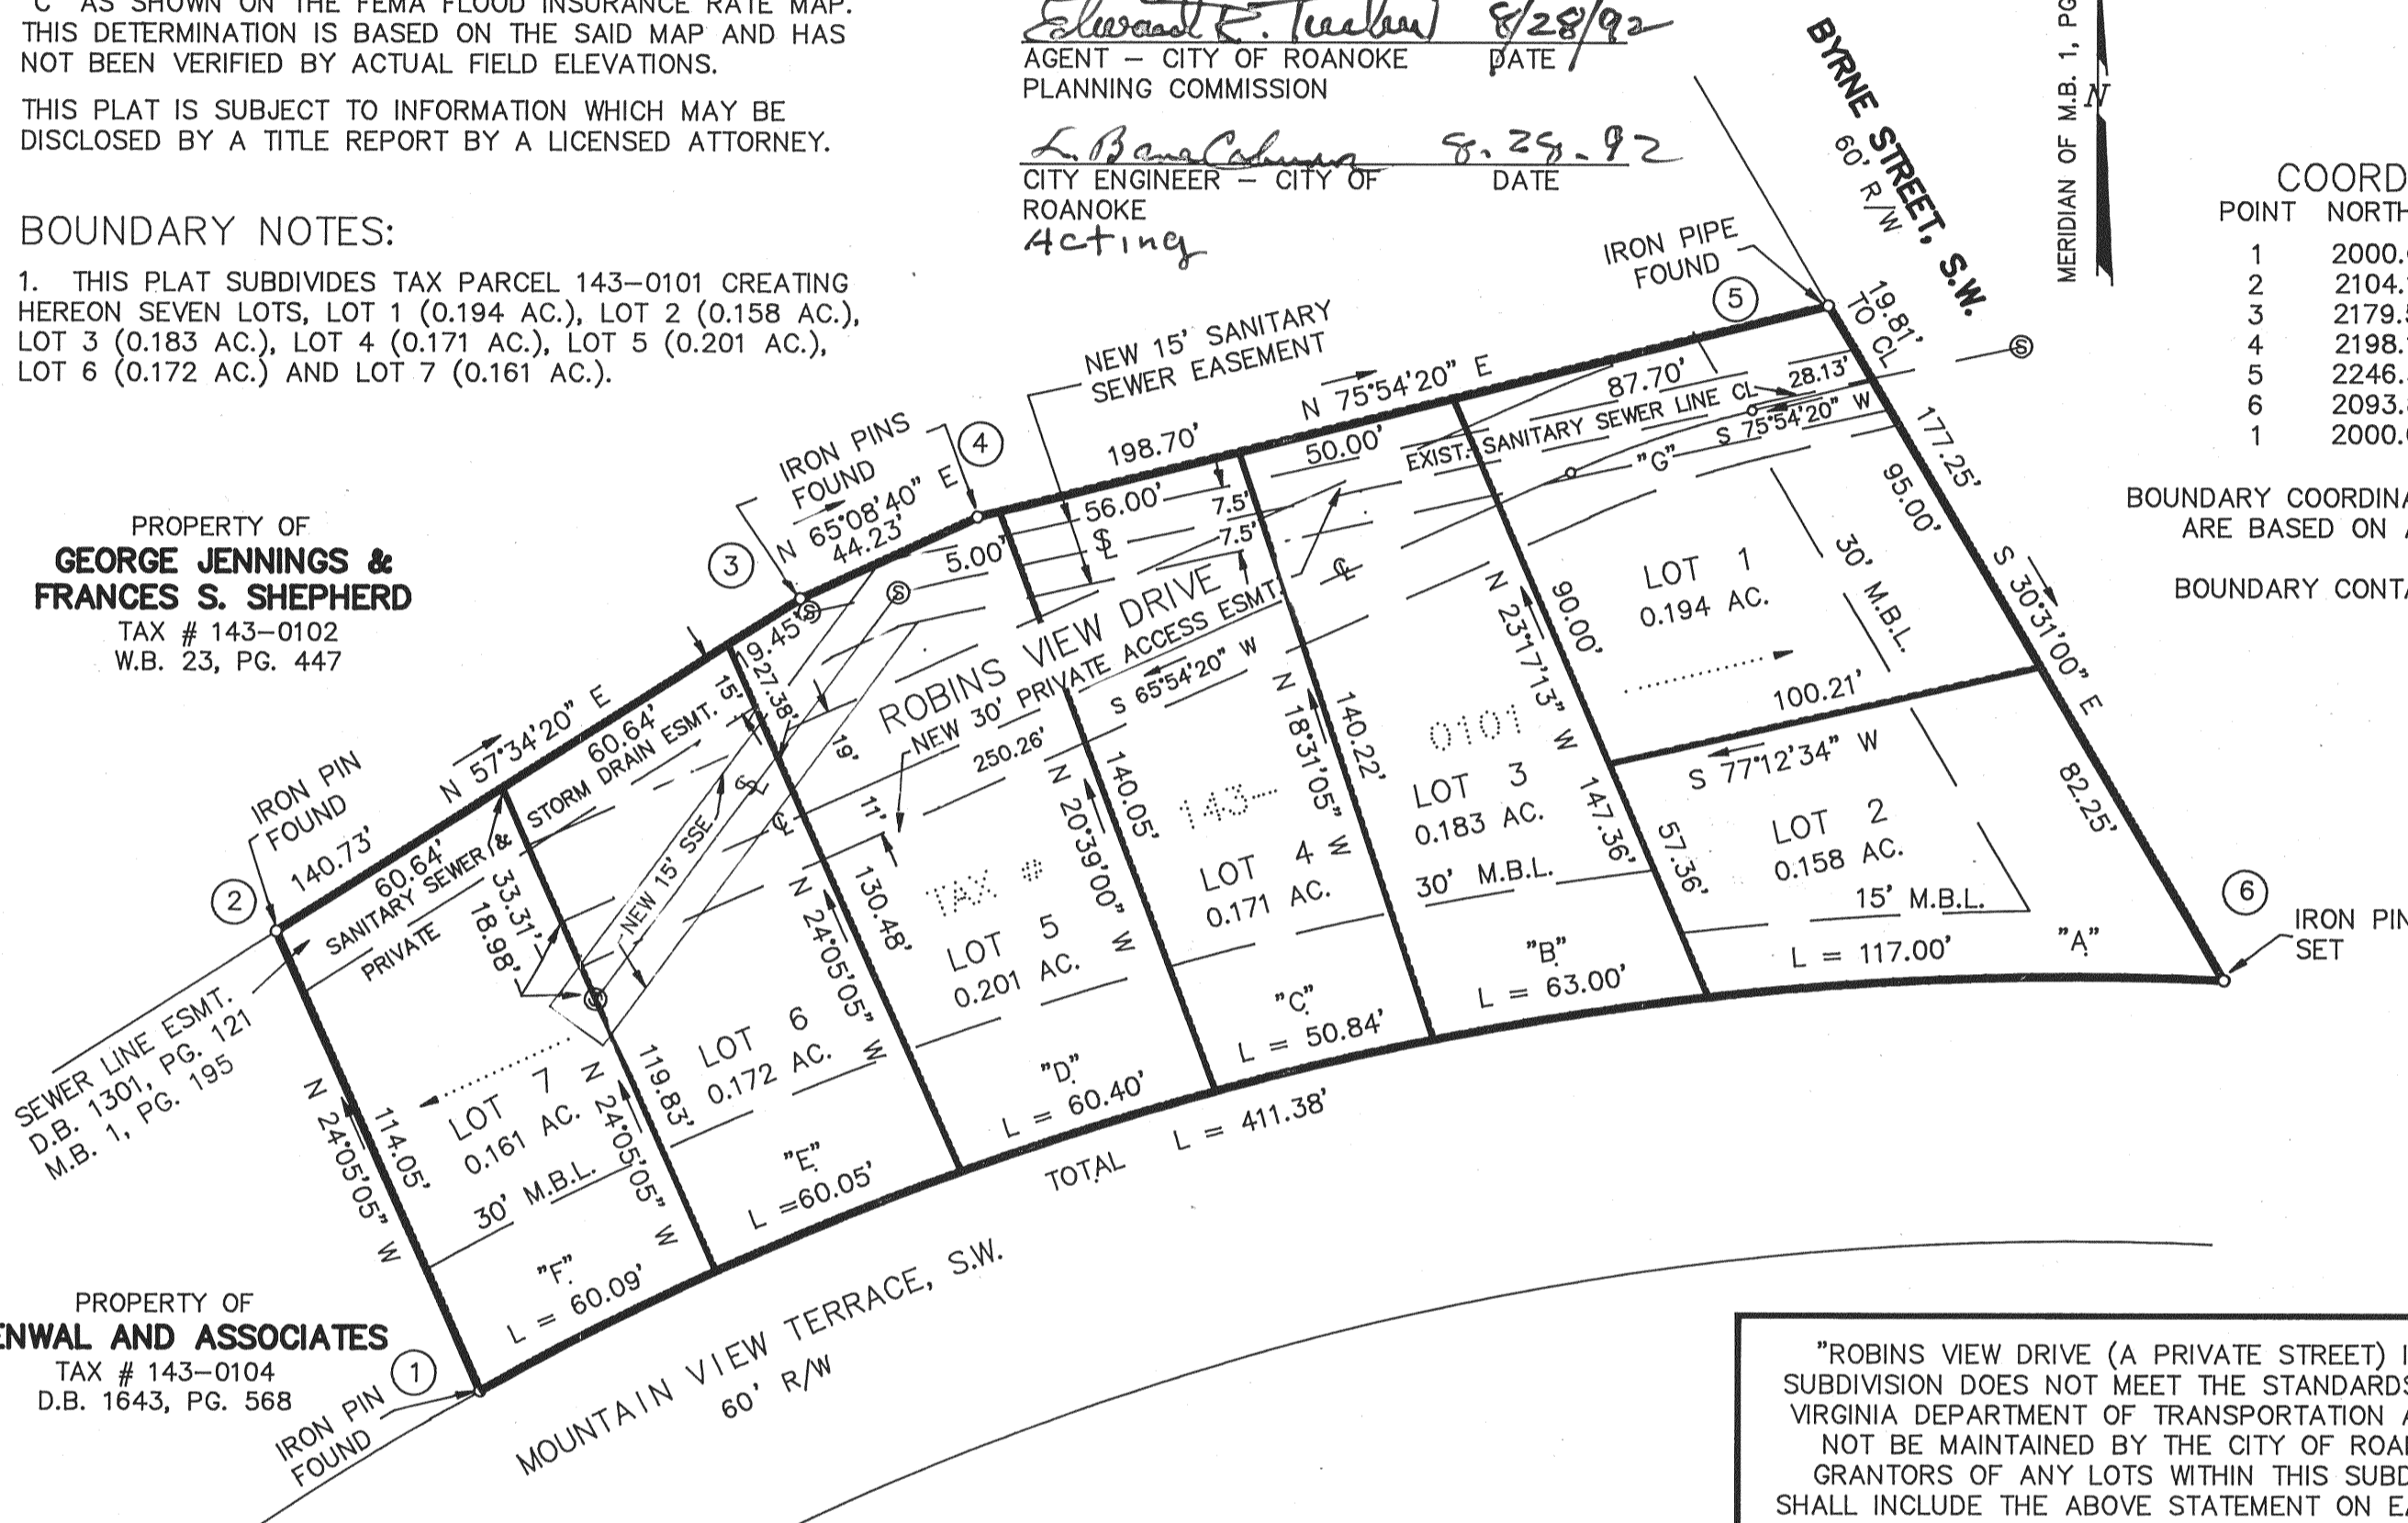 "C" AS SHOWN ON THE FEMA FLOOD INSURANCE RATE MAP.
THIS DETERMINATION IS BASED ON THE SAID MAP AND HAS
NOT BEEN VERIFIED BY ACTUAL FIELD ELEVATIONS.
THIS PLAT IS SUBJECT TO INFORMATION WHICH MAY BE
DISCLOSED BY A TITLE REPORT BY A LICENSED ATTORNEY.
BOUNDARY NOTES:
1. THIS PLAT SUBDIVIDES TAX PARCEL 143-0101 CREATING
HEREON SEVEN LOTS, LOT 1 (0.194 AC.), LOT 2 (0.158 AC.),
LOT 3 (0.183 AC.), LOT 4 (0.171 AC.), LOT 5 (0.201 AC.),
LOT 6 (0.172 AC.) AND LOT 7 (0.161 AC.).
8/28/92
AGENT – CITY OF ROANOKE DATE
PLANNING COMMISSION
8.28.92
CITY ENGINEER – CITY OF DATE
ROANOKE
Acting
BYRNE STREET, S.W.
60' R/W
MERIDIAN OF M.B. 1, PG
N
COORD
POINT NORTH
1 2000.
2 2104.
3 2179.
4 2198.
5 2246.
6 2093.
1 2000.
BOUNDARY COORDINA
ARE BASED ON
BOUNDARY CONTA
PROPERTY OF
GEORGE JENNINGS &
FRANCES S. SHEPHERD
TAX # 143-0102
W.B. 23, PG. 447
IRON PIPE
FOUND
5
19.81'
TO CL
S
NEW 15' SANITARY
SEWER EASEMENT
N 75°54'20" E
198.70'
87.70'
28.13'
EXIST. SANITARY SEWER LINE CL
S 75°54'20" W
"G"
50.00'
56.00'
7.5'
7.5'
177.25'
95.00'
S 30°31'00" E
82.25'
IRON PINS
FOUND
4
3
N 65°08'40" E
44.23'
5.00'
S
S
19.45'
27.38'
15'
19'
11'
ROBINS VIEW DRIVE
NEW 30' PRIVATE ACCESS ESMT.
S 65°54'20" W
250.26'
IRON PIN
FOUND
2
N 57°34'20" E
140.73'
60.64'
60.64'
SANITARY SEWER &
STORM DRAIN ESMT.
PRIVATE
33.31'
18.98'
NEW 15' SSE.
SEWER LINE ESMT.
D.B. 1301, PG. 121
M.B. 1, PG. 195
N 24°05'05" W
114.05'
LOT 7
0.161 AC.
30' M.B.L.
"F."
L = 60.09'
N 24°05'05" W
119.83'
LOT 6
0.172 AC.
"E."
L =60.05'
N 24°05'05" W
130.48'
TAX #
LOT 5
0.201 AC.
"D."
L = 60.40'
N 20°39'00" W
140.05'
143-
LOT 4
0.171 AC.
"C."
L = 50.84'
N 18°31'05" W
140.22'
0101
LOT 3
0.183 AC.
30' M.B.L.
"B."
L = 63.00'
N 23°17'13" W
90.00'
147.36'
57.36'
LOT 1
0.194 AC.
30' M.B.L.
100.21'
S 77°12'34" W
LOT 2
0.158 AC.
15' M.B.L.
L = 117.00'
"A."
6
IRON PIN
SET
TOTAL L = 411.38'
MOUNTAIN VIEW TERRACE, S.W.
60' R/W
PROPERTY OF
ENWAL AND ASSOCIATES
TAX # 143-0104
D.B. 1643, PG. 568
1
IRON PIN
FOUND
"ROBINS VIEW DRIVE (A PRIVATE STREET) I
SUBDIVISION DOES NOT MEET THE STANDARDS
VIRGINIA DEPARTMENT OF TRANSPORTATION A
NOT BE MAINTAINED BY THE CITY OF ROA
GRANTORS OF ANY LOTS WITHIN THIS SUBD
SHALL INCLUDE THE ABOVE STATEMENT ON EA